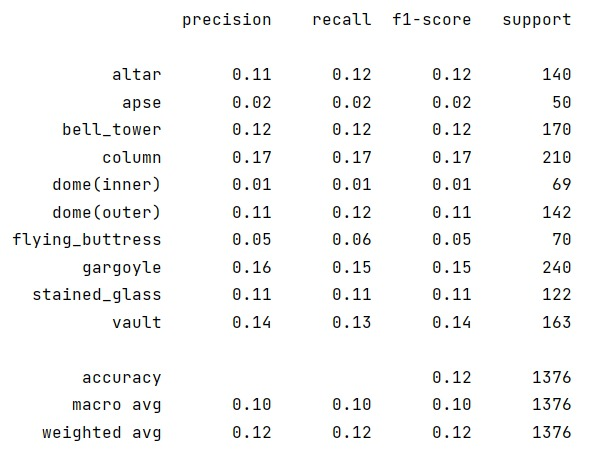 precision recall f1-score support
altar 0.11 0.12 0.12 140
apse 0.02 0.02 0.02 50
bell_tower 0.12 0.12 0.12 170
column 0.17 0.17 0.17 210
dome(inner) 0.01 0.01 0.01 69
dome(outer) 0.11 0.12 0.11 142
flying_buttress 0.05 0.06 0.05 70
gargoyle 0.16 0.15 0.15 240
stained_glass 0.11 0.11 0.11 122
vault 0.14 0.13 0.14 163
accuracy 0.12 1376
macro avg 0.10 0.10 0.10 1376
weighted avg 0.12 0.12 0.12 1376